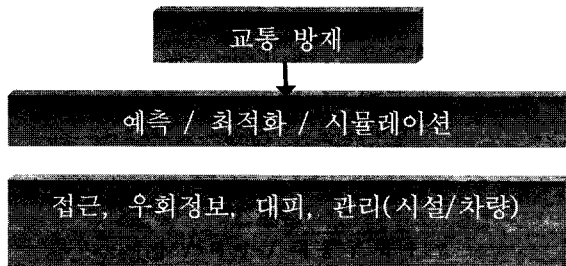 교통 방재
예측 / 최적화 / 시뮬레이션
접근, 우회정보, 대피, 관리(시설/차량)